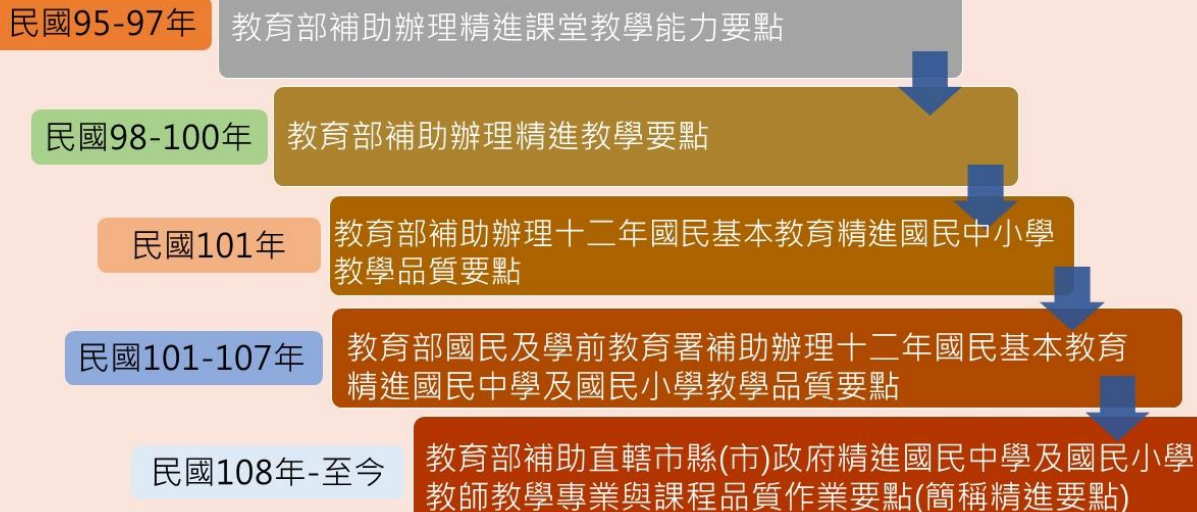 民國95-97年
教育部補助辦理精進課堂教學能力要點
民國98-100年
教育部補助辦理精進教學要點
民國101年
教育部補助辦理十二年國民基本教育精進國民中小學
教學品質要點
民國101-107年
教育部國民及學前教育署補助辦理十二年國民基本教育
精進國民中學及國民小學教學品質要點
民國108年-至今
教育部補助直轄市縣(市)政府精進國民中學及國民小學
教師教學專業與課程品質作業要點(簡稱精進要點)